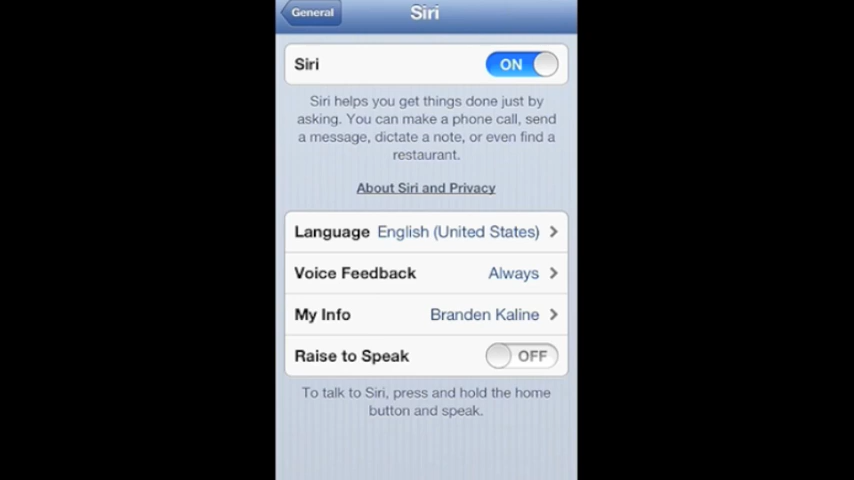 General
Siri
Siri ON
Siri helps you get things done just by
asking. You can make a phone call, send
a message, dictate a note, or even find a
restaurant.
About Siri and Privacy
Language English (United States)
Voice Feedback Always
My Info Branden Kaline
Raise to Speak OFF
To talk to Siri, press and hold the home
button and speak.